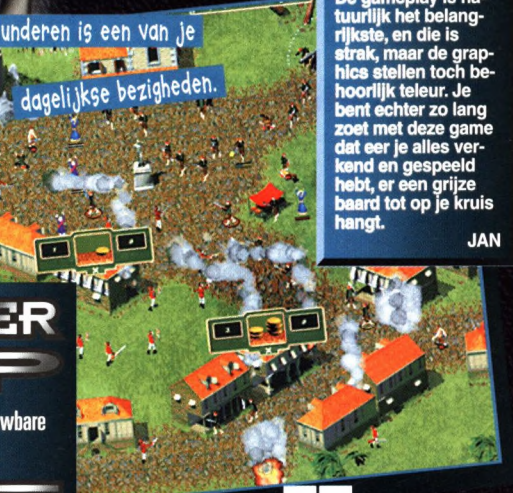 De gameplay is na-
tuurlijk het belang-
rijkste, en die is
strak, maar de grap-
hics stellen toch be-
hoorlijk teleur. Je
bent echter zo lang
zoet met deze game
dat eer je alles ver-
kend en gespeeld
hebt, er een grijze
baard tot op je kruis
hangt.
JAN
underen is een van je
dagelijkse bezigheden.
ER
P
wbare